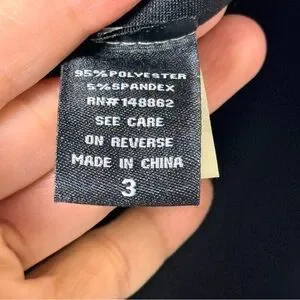 95% POLYESTER
5% SPANDEX
RN# 148862
SEE CARE
ON REVERSE
MADE IN CHINA
3